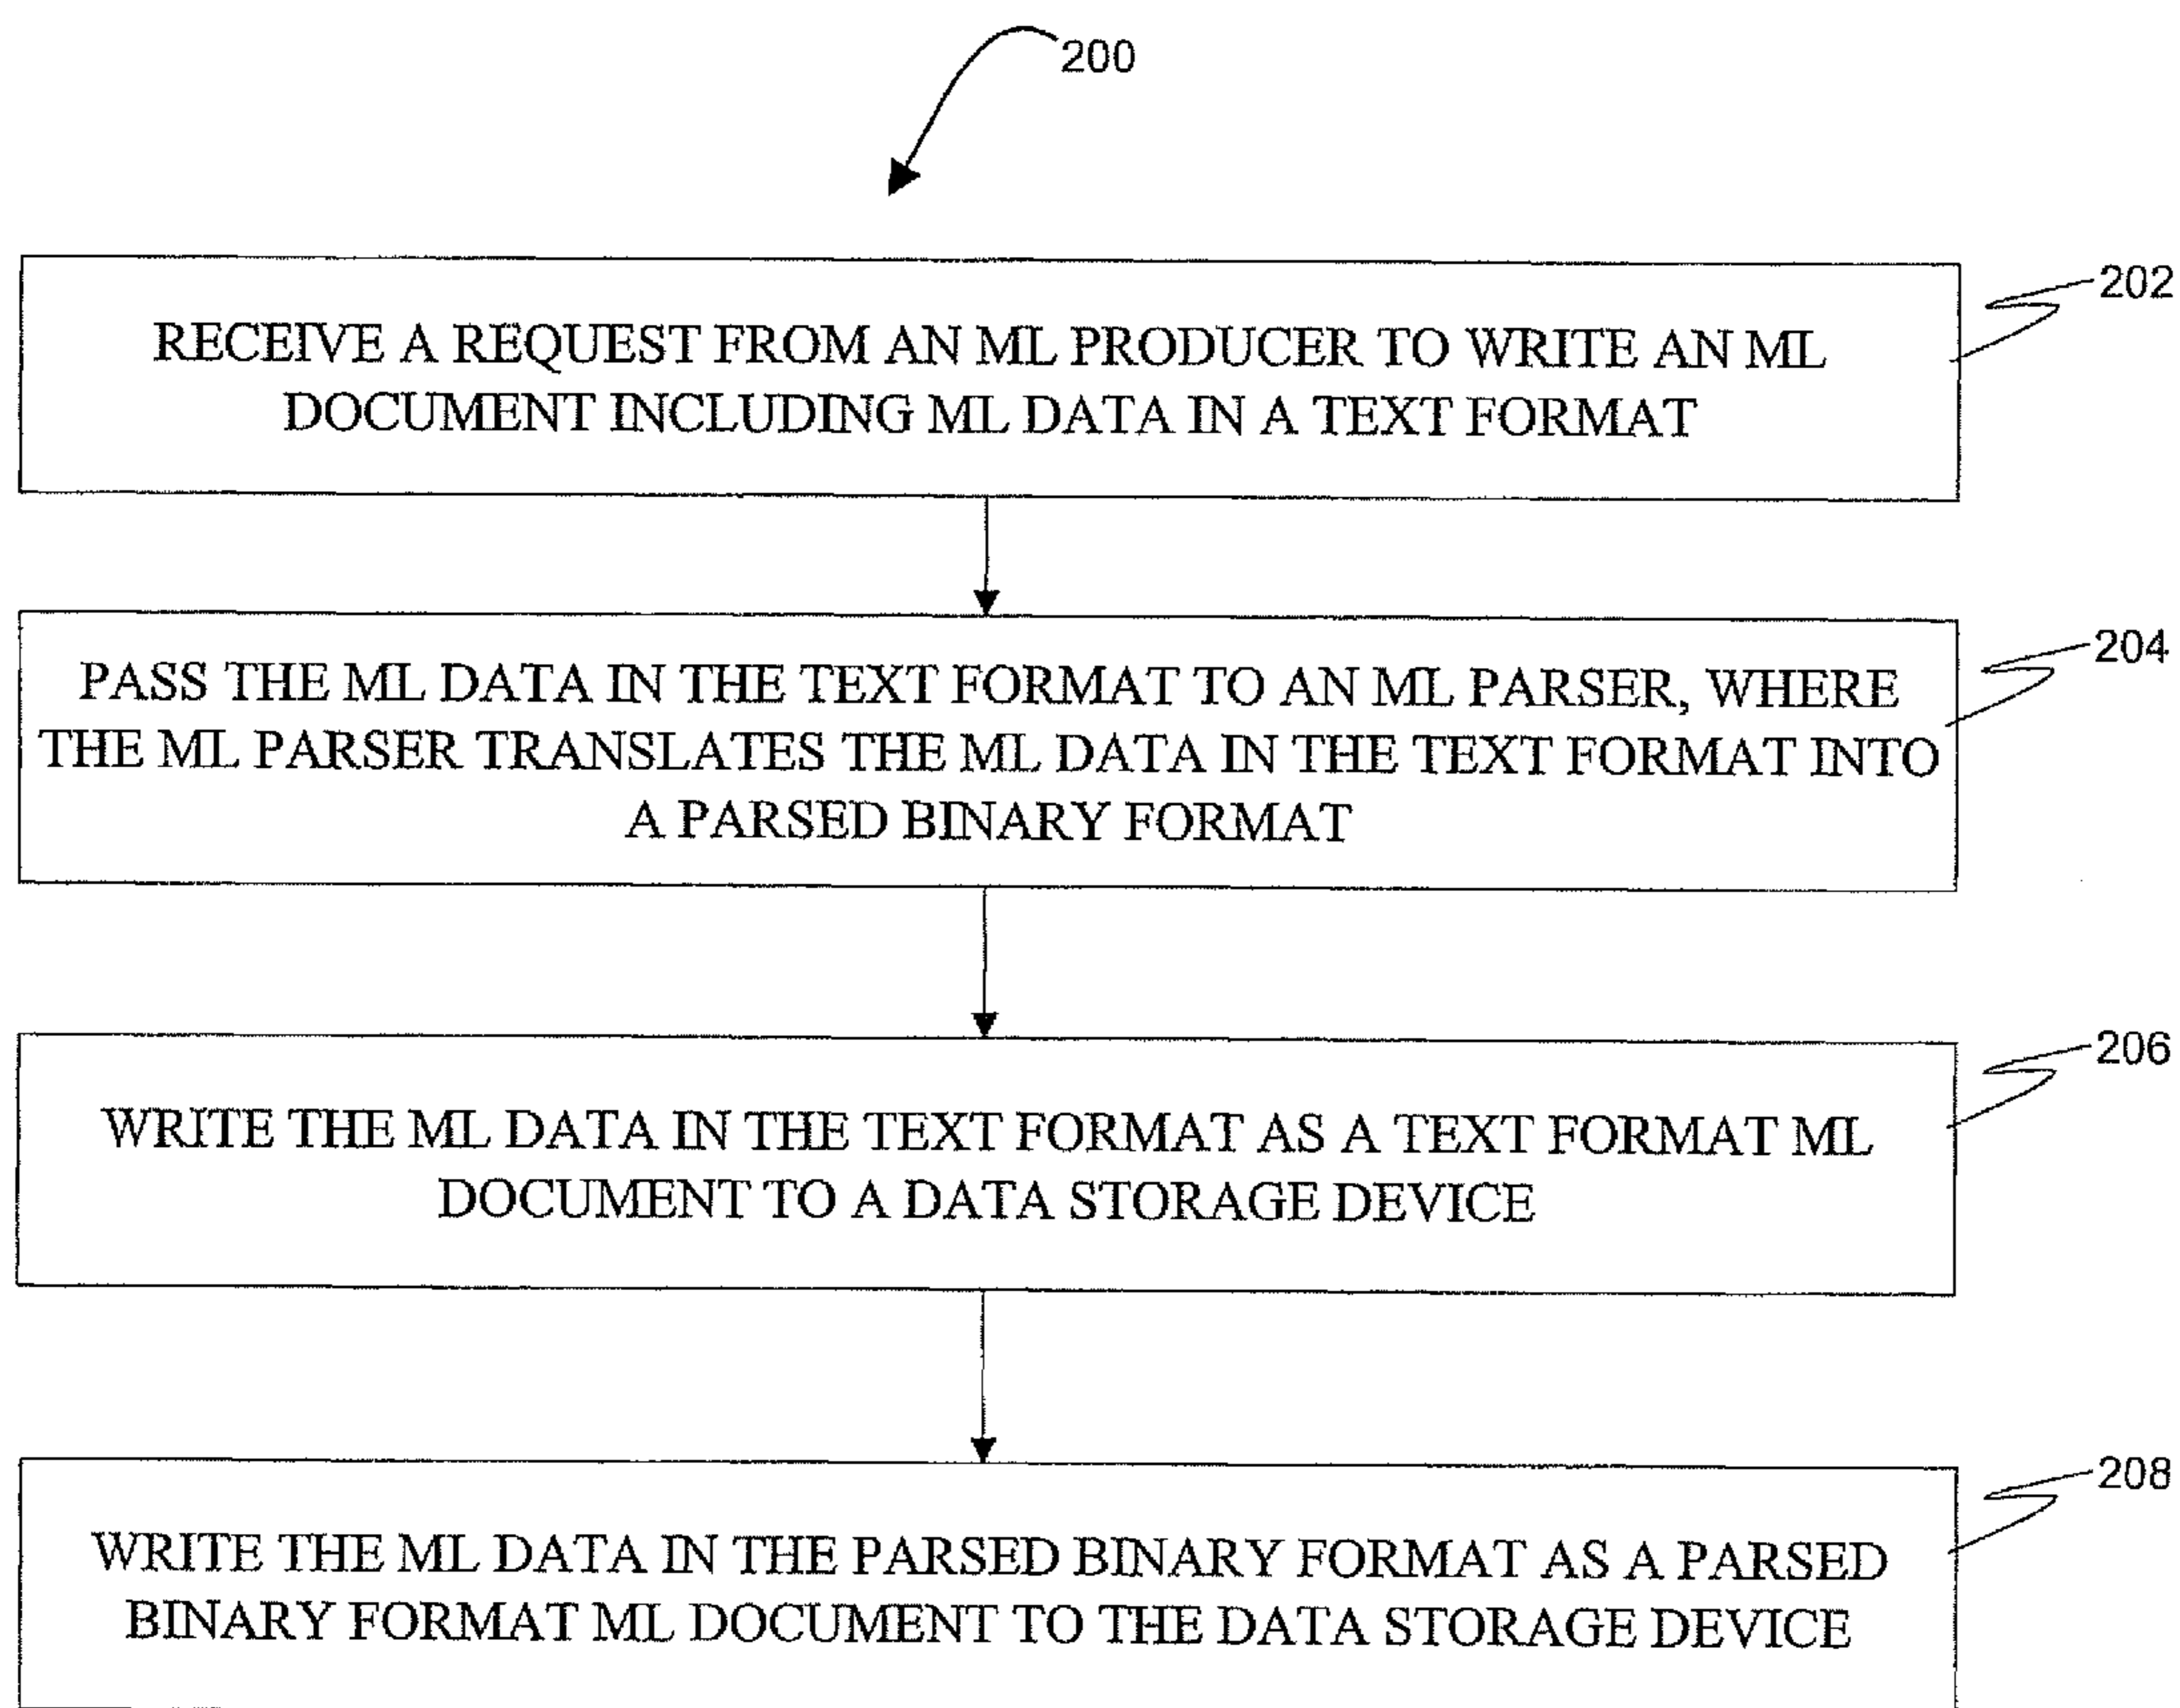 200
202
RECEIVE A REQUEST FROM AN ML PRODUCER TO WRITE AN ML
DOCUMENT INCLUDING ML DATA IN A TEXT FORMAT
204
PASS THE ML DATA IN THE TEXT FORMAT TO AN ML PARSER, WHERE
THE ML PARSER TRANSLATES THE ML DATA IN THE TEXT FORMAT INTO
A PARSED BINARY FORMAT
206
WRITE THE ML DATA IN THE TEXT FORMAT AS A TEXT FORMAT ML
DOCUMENT TO A DATA STORAGE DEVICE
208
WRITE THE ML DATA IN THE PARSED BINARY FORMAT AS A PARSED
BINARY FORMAT ML DOCUMENT TO THE DATA STORAGE DEVICE